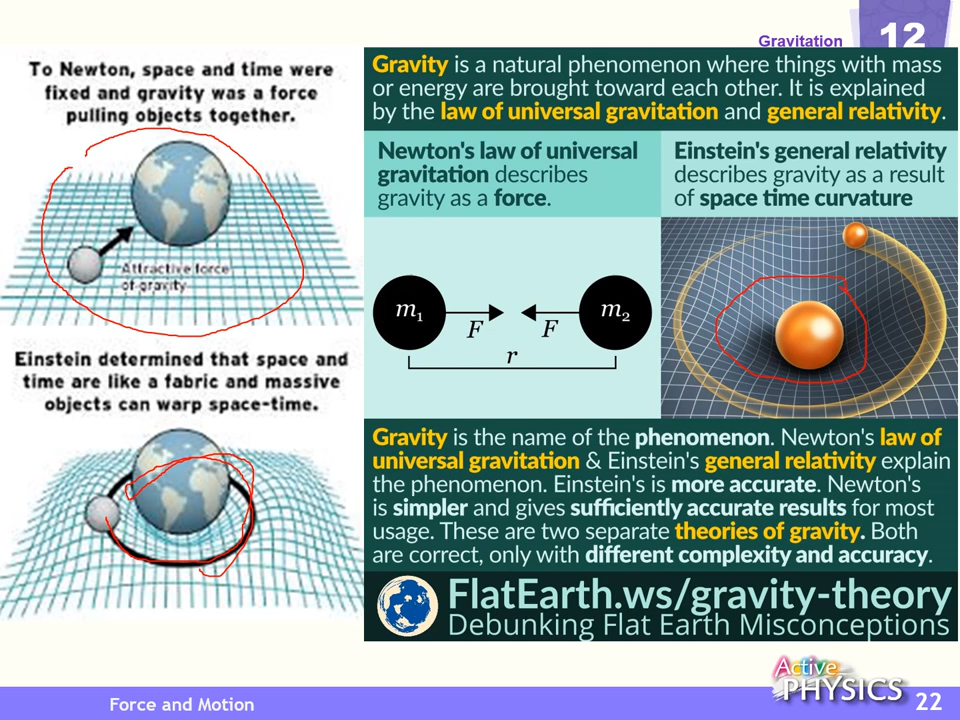 Gravitation
12
To Newton, space and time were
fixed and gravity was a force
pulling objects together.
Attractive force
of gravity
Einstein determined that space and
time are like a fabric and massive
objects can warp space-time.
Gravity is a natural phenomenon where things with mass
or energy are brought toward each other. It is explained
by the law of universal gravitation and general relativity.
Newton's law of universal
gravitation describes
gravity as a force.
Einstein's general relativity
describes gravity as a result
of space time curvature
m₁
m₂
F
F
r
Gravity is the name of the phenomenon. Newton's law of
universal gravitation & Einstein's general relativity explain
the phenomenon. Einstein's is more accurate. Newton's
is simpler and gives sufficiently accurate results for most
usage. These are two separate theories of gravity. Both
are correct, only with different complexity and accuracy.
FlatEarth.ws/gravity-theory
Debunking Flat Earth Misconceptions
Active
PHYSICS
Force and Motion
22